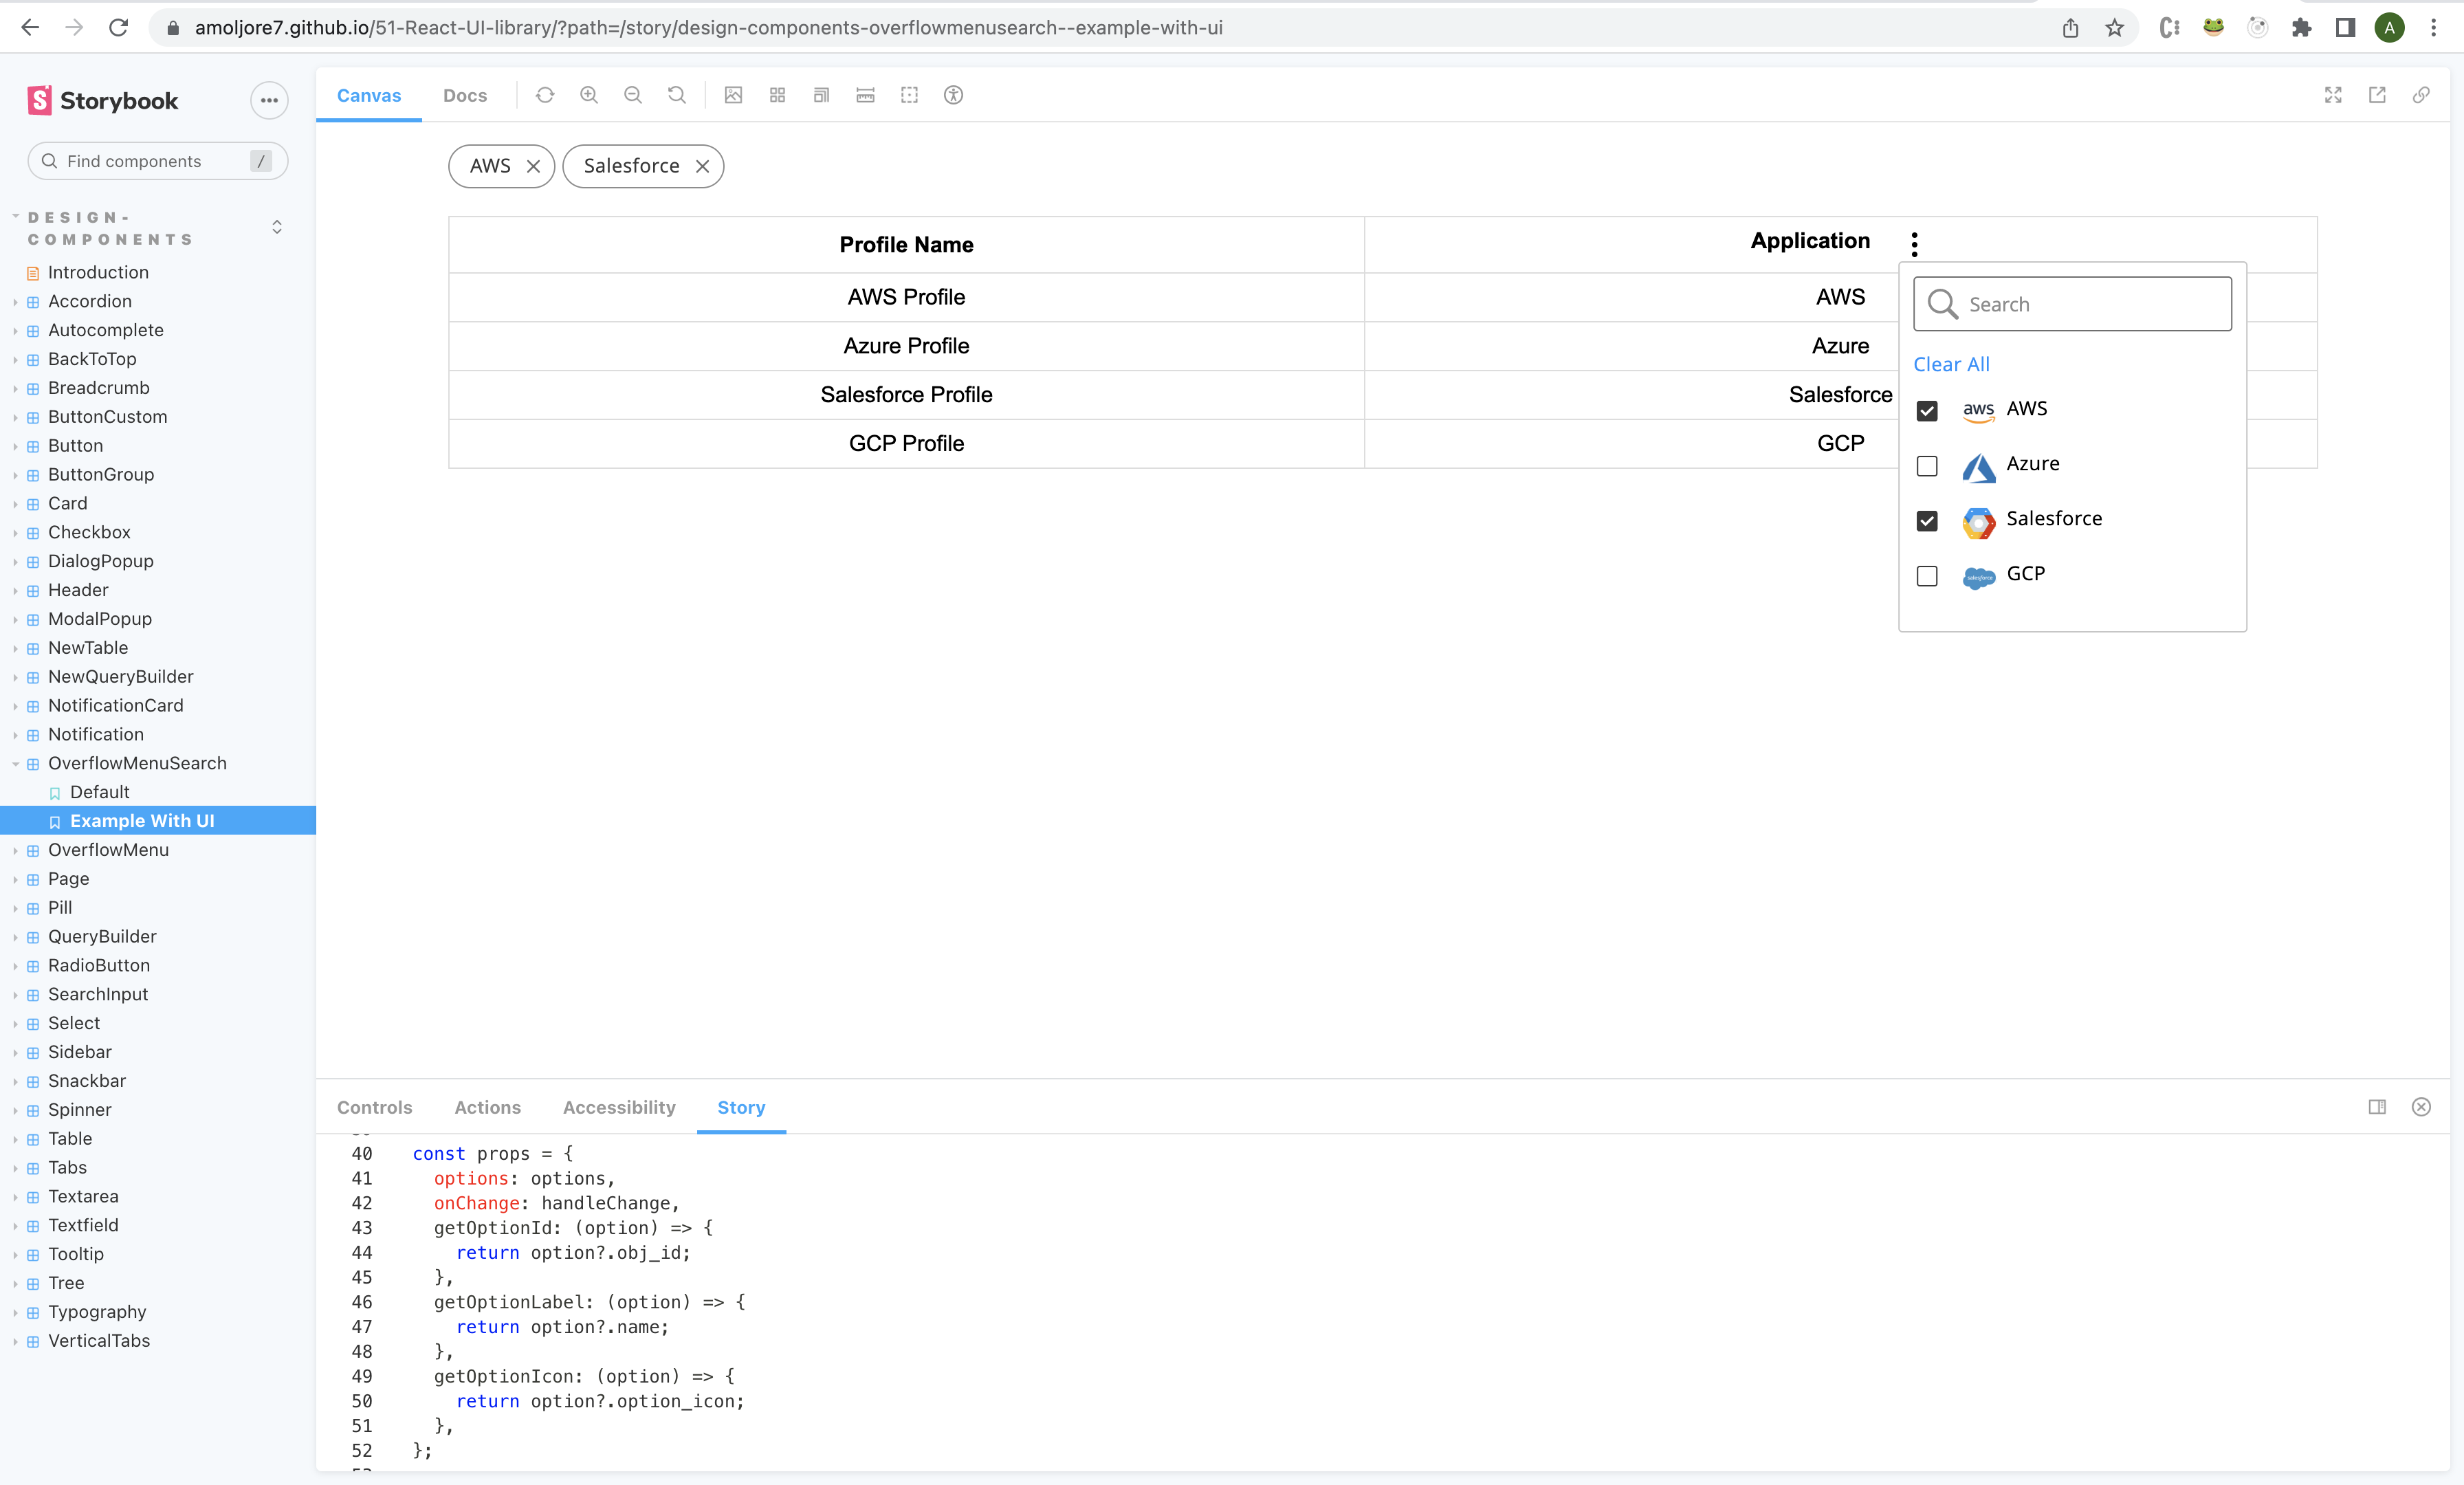 amoljore7.github.io/51-React-UI-library/?path=/story/design-components-overflowmenusearch--example-with-ui
A
Storybook
Find components /
DESIGN-
COMPONENTS
Introduction
Accordion
Autocomplete
BackToTop
Breadcrumb
ButtonCustom
Button
ButtonGroup
Card
Checkbox
DialogPopup
Header
ModalPopup
NewTable
NewQueryBuilder
NotificationCard
Notification
OverflowMenuSearch
Default
Example With UI
OverflowMenu
Page
Pill
QueryBuilder
RadioButton
SearchInput
Select
Sidebar
Snackbar
Spinner
Table
Tabs
Textarea
Textfield
Tooltip
Tree
Typography
VerticalTabs
Canvas Docs
AWS Salesforce
Profile Name Application
AWS Profile AWS
Azure Profile Azure
Salesforce Profile Salesforce
GCP Profile GCP
Search
Clear All
aws AWS
Azure
Salesforce
salesforce GCP
Controls Actions Accessibility Story
40 const props = {
41 options: options,
42 onChange: handleChange,
43 getOptionId: (option) => {
44 return option?.obj_id;
45 },
46 getOptionLabel: (option) => {
47 return option?.name;
48 },
49 getOptionIcon: (option) => {
50 return option?.option_icon;
51 },
52 };